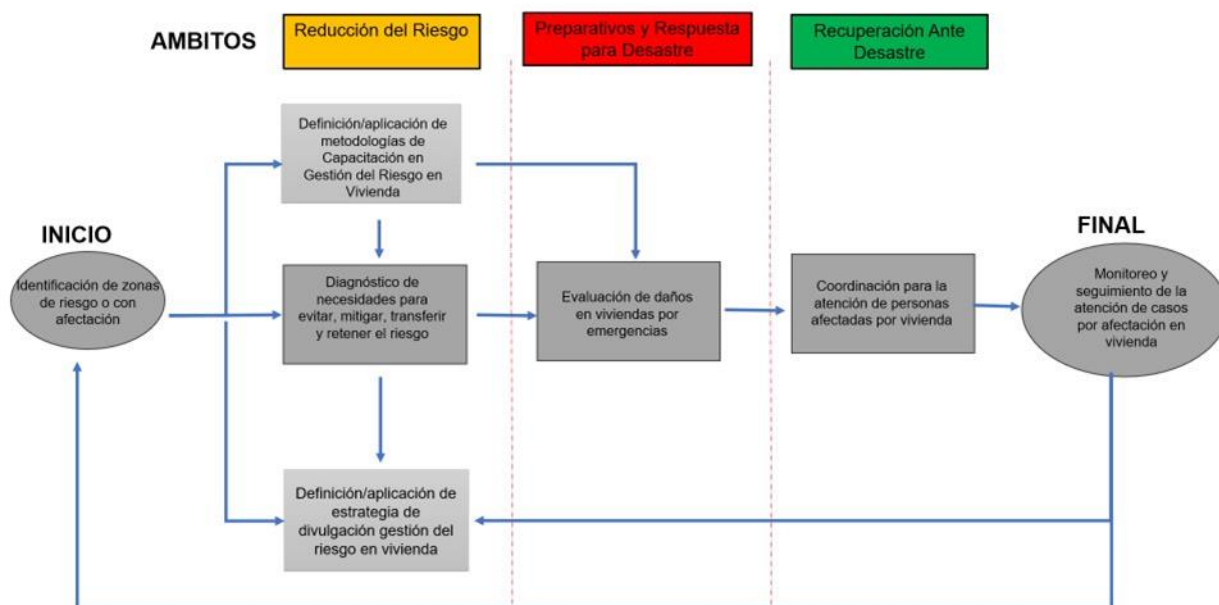 AMBITOS
Reducción del Riesgo
Preparativos y Respuesta
para Desastre
Recuperación Ante
Desastre
Definición/aplicación de
metodologías de
Capacitación en
Gestión del Riesgo en
Vivienda
INICIO
Identificación de zonas
de riesgo o con
afectación
Diagnóstico de
necesidades para
evitar, mitigar, transferir
y retener el riesgo
Evaluación de daños
en viviendas por
emergencias
Coordinación para la
atención de personas
afectadas por vivienda
FINAL
Monitoreo y
seguimiento de la
atención de casos
por afectación en
vivienda
Definición/aplicación de
estrategia de
divulgación gestión del
riesgo en vivienda